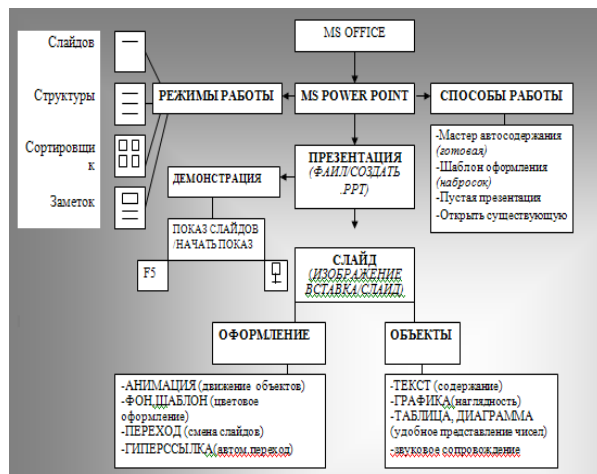 Слайдов
Структуры
Сортировщи
к
Заметок
MS OFFICE
РЕЖИМЫ РАБОТЫ
MS POWER POINT
СПОСОБЫ РАБОТЫ
-Мастер автосодержания
(готовая)
-Шаблон оформления
(набросок)
-Пустая презентация
-Открыть существующую
ПРЕЗЕНТАЦИЯ
(ФАИЛ/СОЗДАТЬ
.PPT)
ДЕМОНСТРАЦИЯ
ПОКАЗ СЛАЙДОВ
/НАЧАТЬ ПОКАЗ
F5
СЛАЙД
(ИЗОБРАЖЕНИЕ
ВСТАВКА/СЛАИД)
ОФОРМЛЕНИЕ
ОБЪЕКТЫ
-АНИМАЦИЯ (движение объектов)
-ФОН,ШАБЛОН (цветовое
оформление)
-ПЕРЕХОД (смена слайдов)
-ГИПЕРССЫЛКА(автом.переход)
-ТЕКСТ (содержание)
-ГРАФИКА(наглядность)
-ТАБЛИЦА, ДИАГРАММА
(удобное представление чисел)
-звуковое сопровождение